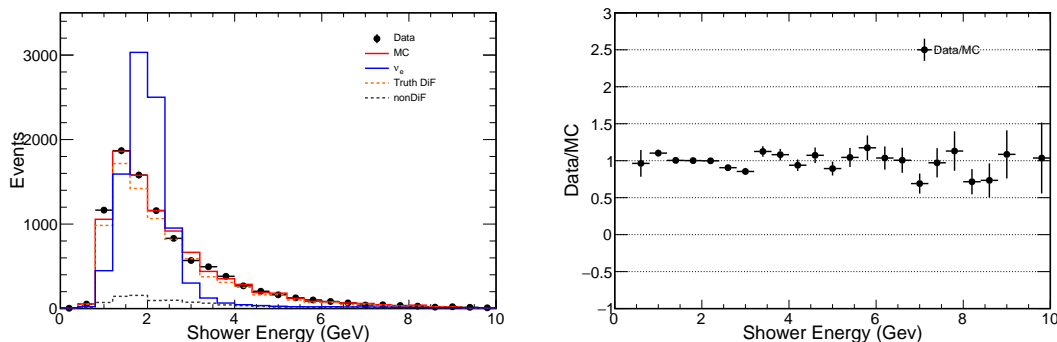 3000
2000
1000
0
0 2 4 6 8 10
Events
Shower Energy (GeV)
Data
MC
ν_e
Truth DiF
nonDiF
3
2.5
2
1.5
1
0.5
0
−0.5
−1
0 2 4 6 8 10
Data/MC
Shower Energy (Gev)
Data/MC